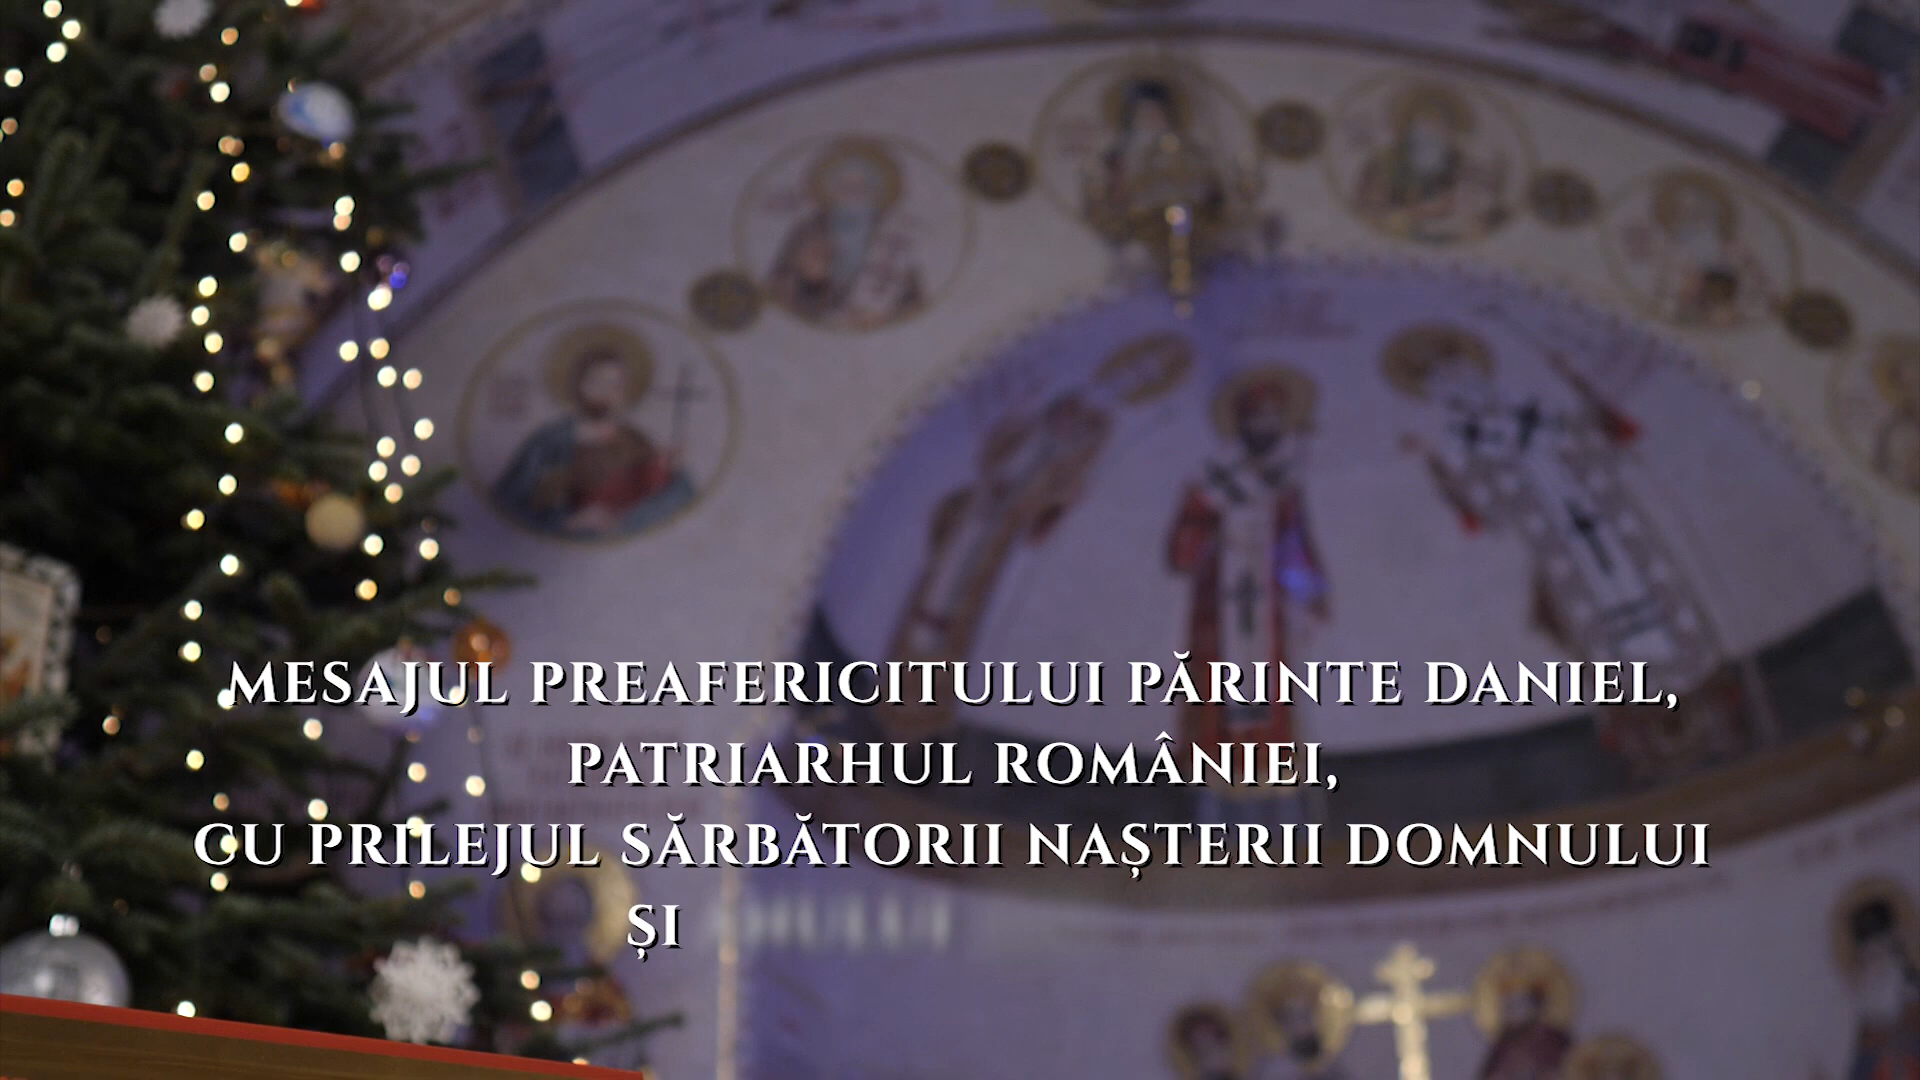 MESAJUL PREAFERICITULUI PĂRINTE DANIEL,
PATRIARHUL ROMÂNIEI,
CU PRILEJUL SĂRBĂTORII NAȘTERII DOMNULUI
ȘI